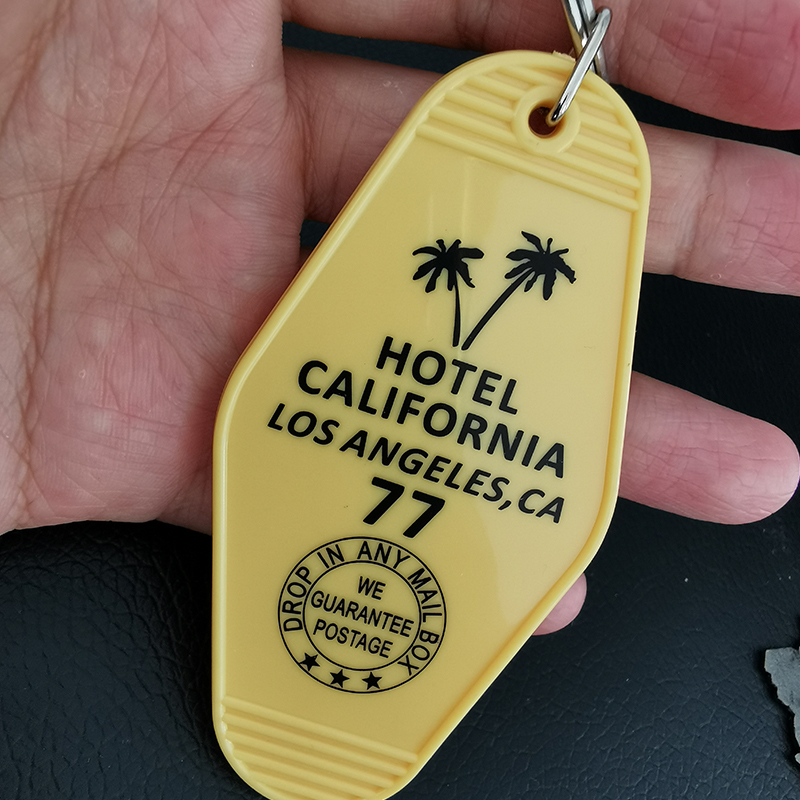 HOTEL
CALIFORNIA
LOS ANGELES, CA
77
DROP IN ANY MAIL BOX
WE
GUARANTEE
POSTAGE